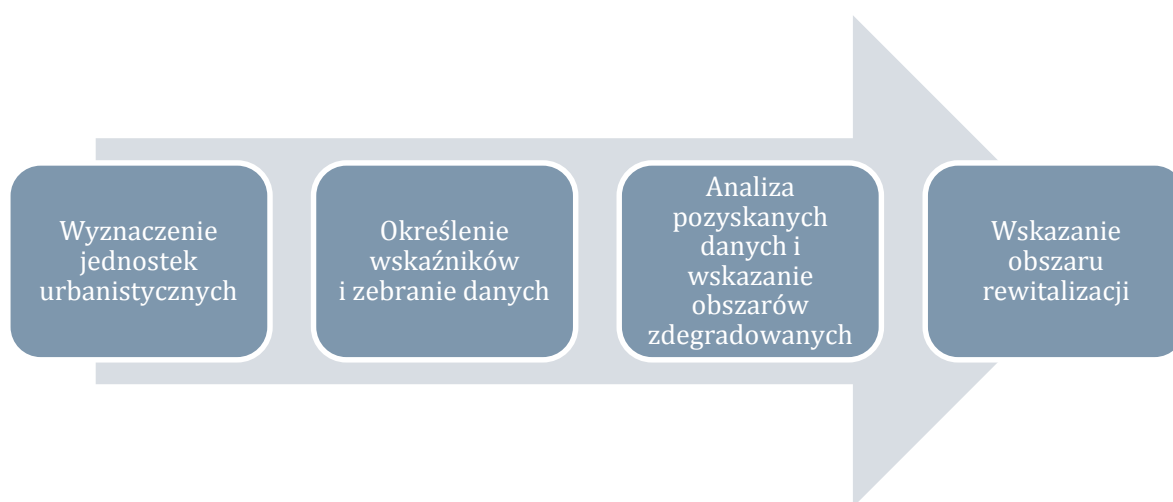 Wyznaczenie
jednostek
urbanistycznych
Określenie
wskaźników
i zebranie danych
Analiza
pozyskanych
danych i
wskazanie
obszarów
zdegradowanych
Wskazanie
obszaru
rewitalizacji